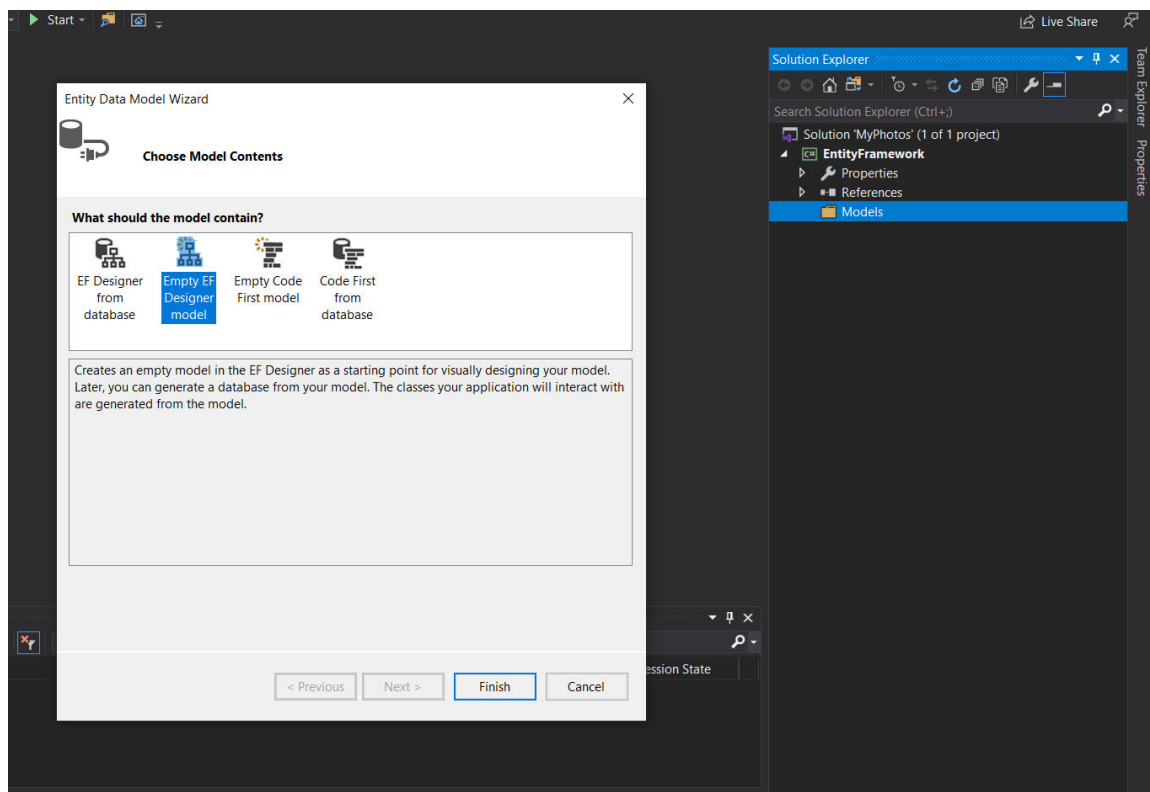 Start
Live Share
Solution Explorer
Search Solution Explorer (Ctrl+;)
Solution 'MyPhotos' (1 of 1 project)
C# EntityFramework
Properties
References
Models
Team Explorer
Properties
Entity Data Model Wizard
Choose Model Contents
What should the model contain?
EF Designer
from
database
Empty EF
Designer
model
Empty Code
First model
Code First
from
database
Creates an empty model in the EF Designer as a starting point for visually designing your model.
Later, you can generate a database from your model. The classes your application will interact with
are generated from the model.
ession State
< Previous
Next >
Finish
Cancel